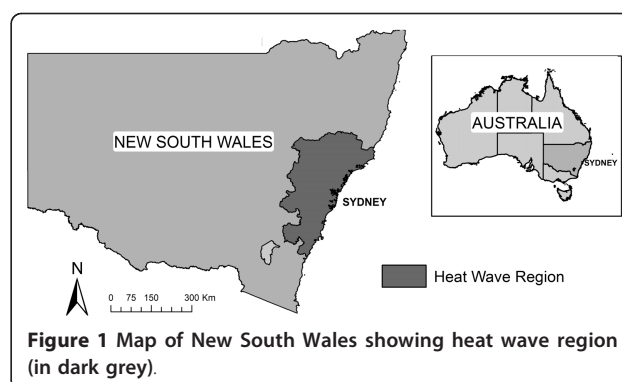 NEW SOUTH WALES
SYDNEY
AUSTRALIA
SYDNEY
N
0 75 150 300 Km
Heat Wave Region
Figure 1 Map of New South Wales showing heat wave region
(in dark grey).